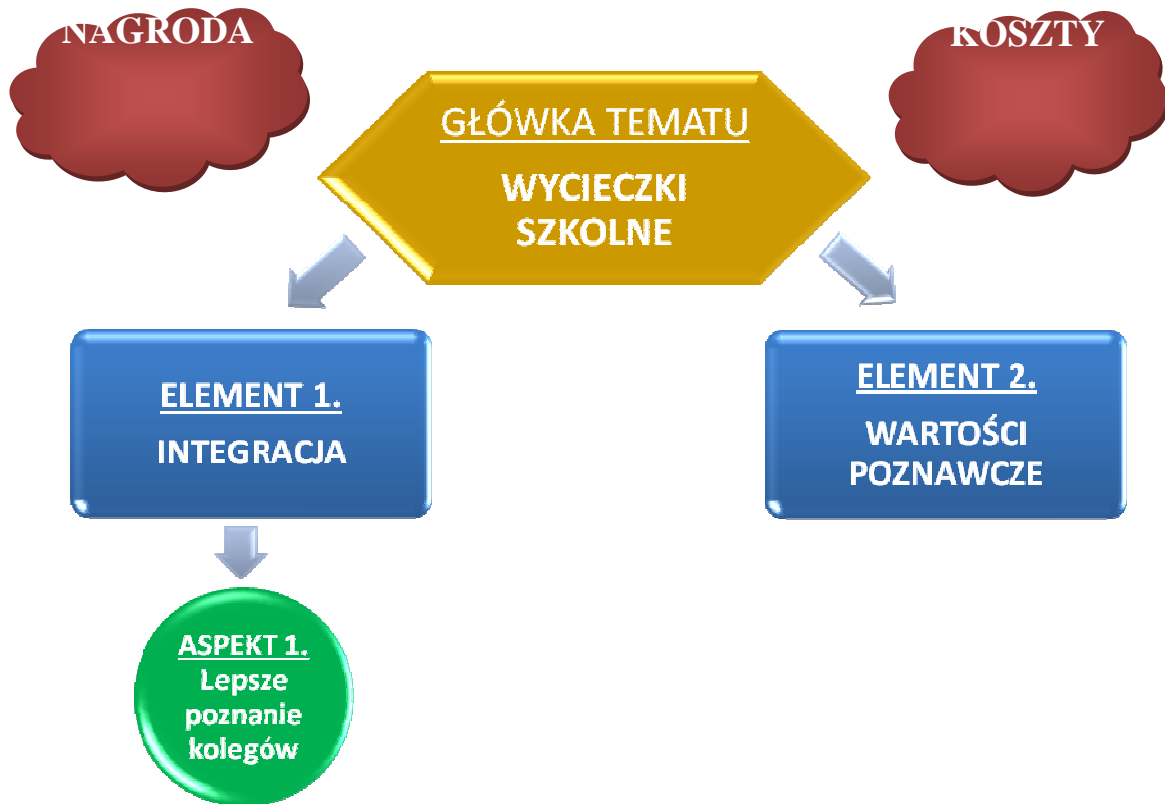 NAGRODA
KOSZTY
GŁÓWKA TEMATU
WYCIECZKI
SZKOLNE
ELEMENT 1.
INTEGRACJA
ELEMENT 2.
WARTOŚCI
POZNAWCZE
ASPEKT 1.
Lepsze
poznanie
kolegów